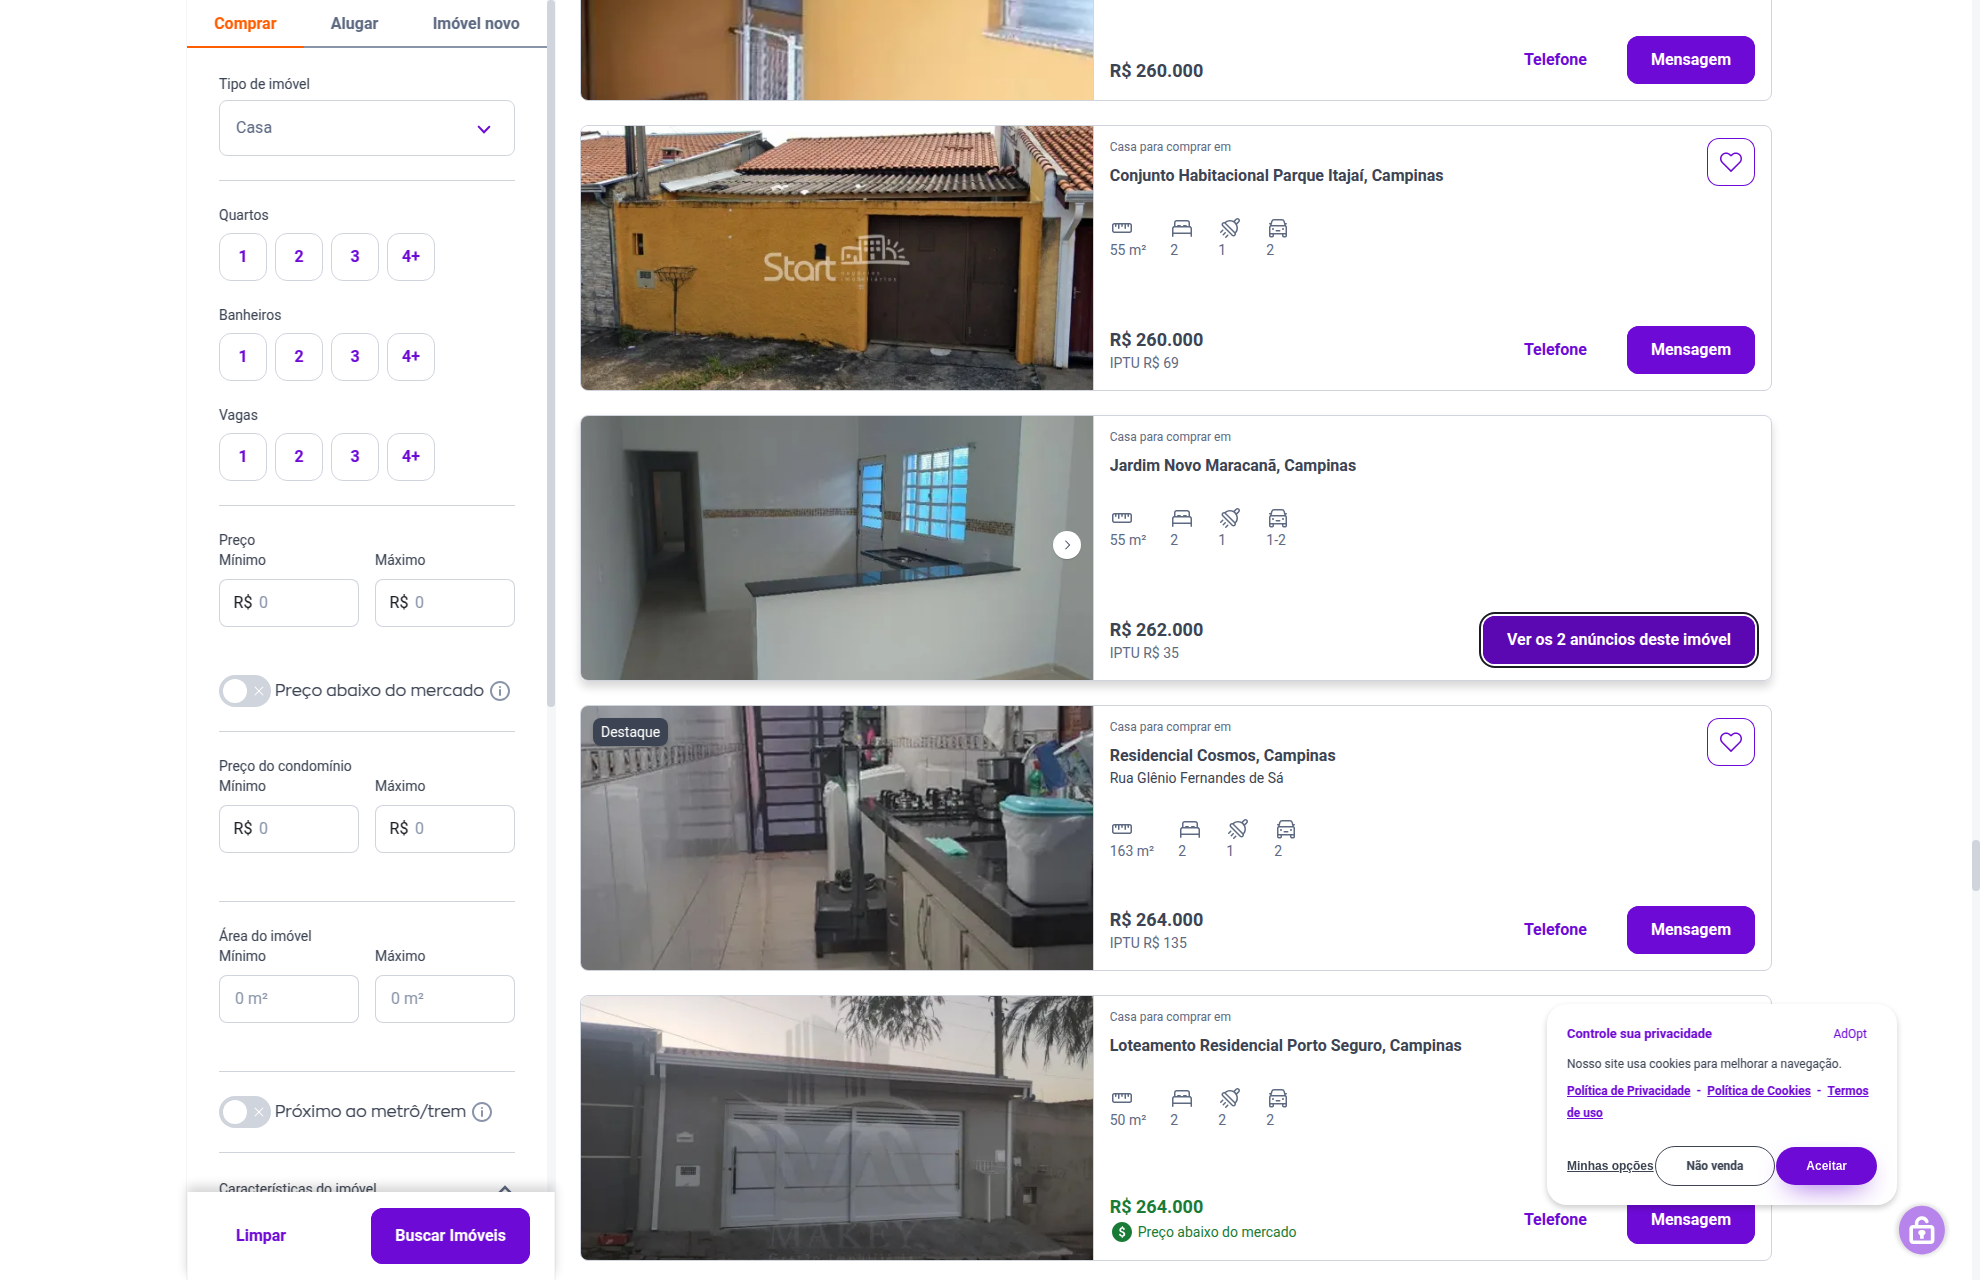 Comprar
Alugar
Imóvel novo
Tipo de imóvel
Casa
Quartos
1
2
3
4+
Banheiros
1
2
3
4+
Vagas
1
2
3
4+
Preço
Mínimo
Máximo
R$ 0
R$ 0
Preço abaixo do mercado
Preço do condomínio
Mínimo
Máximo
R$ 0
R$ 0
Área do imóvel
Mínimo
Máximo
0 m²
0 m²
Próximo ao metrô/trem
Características do imóvel
Limpar
Buscar Imóveis
R$ 260.000
Telefone
Mensagem
Start
negócios
imobiliários
Casa para comprar em
Conjunto Habitacional Parque Itajaí, Campinas
55 m²
2
1
2
R$ 260.000
IPTU R$ 69
Telefone
Mensagem
Casa para comprar em
Jardim Novo Maracanã, Campinas
55 m²
2
1
1-2
R$ 262.000
IPTU R$ 35
Ver os 2 anúncios deste imóvel
Destaque
Casa para comprar em
Residencial Cosmos, Campinas
Rua Glênio Fernandes de Sá
163 m²
2
1
2
R$ 264.000
IPTU R$ 135
Telefone
Mensagem
Casa para comprar em
Loteamento Residencial Porto Seguro, Campinas
50 m²
2
2
2
R$ 264.000
Preço abaixo do mercado
Telefone
Mensagem
Controle sua privacidade
AdOpt
Nosso site usa cookies para melhorar a navegação.
Política de Privacidade - Política de Cookies - Termos
de uso
Minhas opções
Não venda
Aceitar